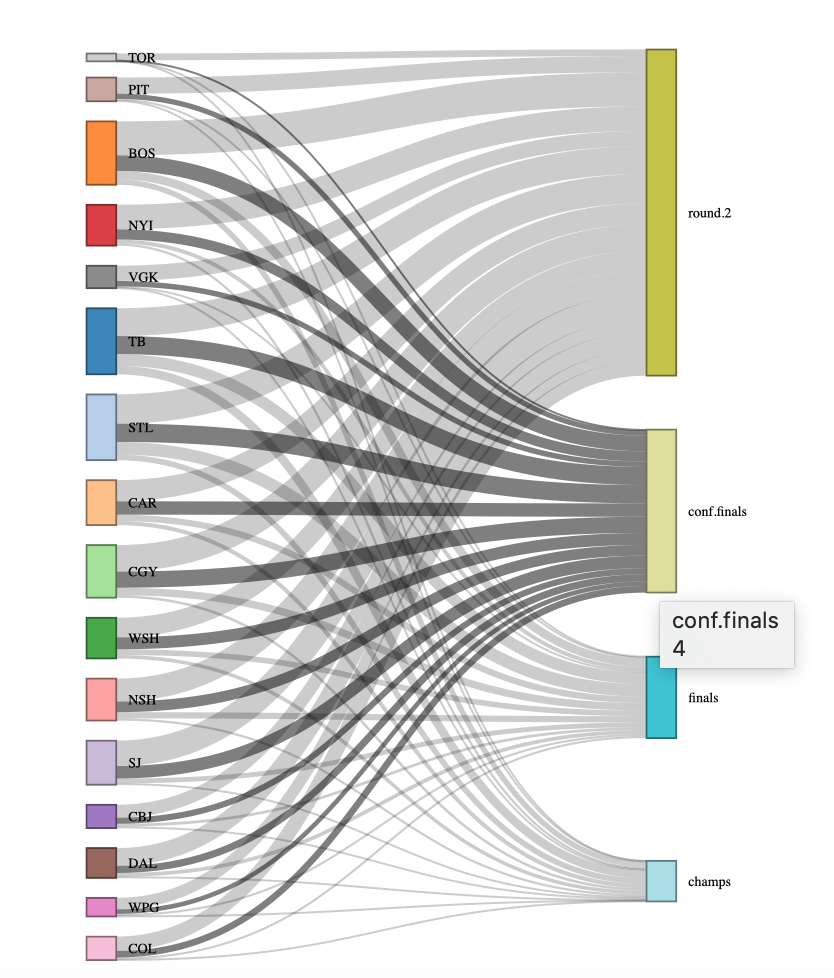 TOR
PIT
BOS
NYI
VGK
TB
STL
CAR
CGY
WSH
NSH
SJ
CBJ
DAL
WPG
COL
round.2
conf.finals
conf.finals
4
finals
champs